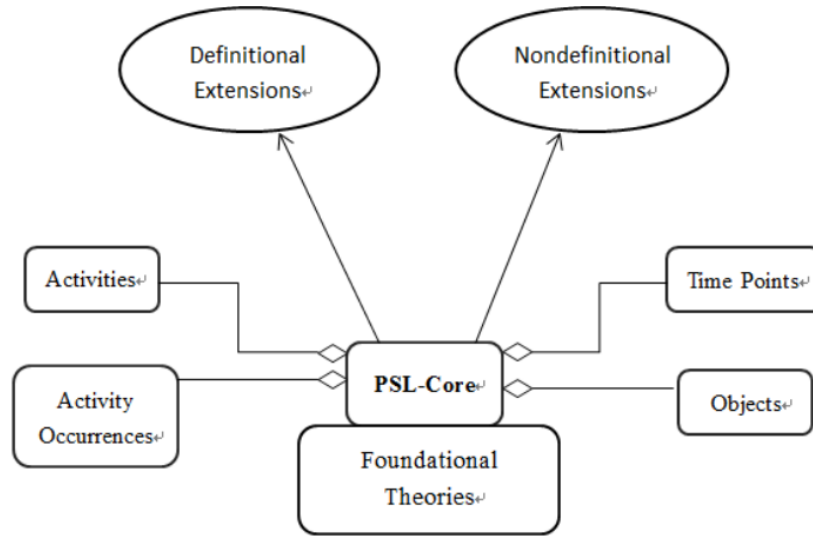 Definitional
Extensions
Nondefinitional
Extensions
Activities
Time Points
PSL-Core
Activity
Occurrences
Objects
Foundational
Theories